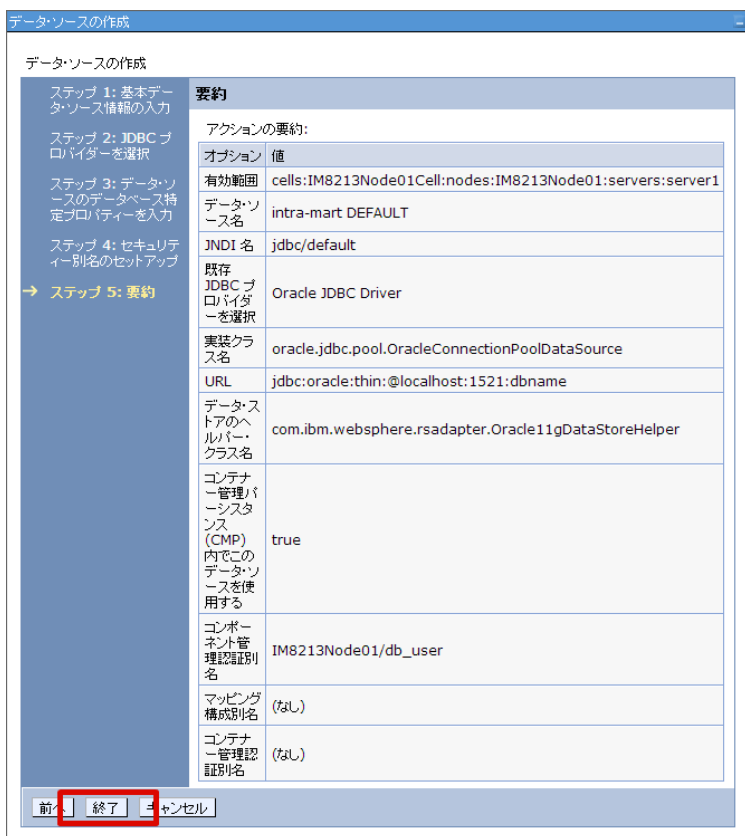 データ・ソースの作成
データ・ソースの作成
ステップ 1: 基本デー
タ・ソース情報の入力
ステップ 2: JDBC プ
ロバイダーを選択
ステップ 3: データ・ソ
ースのデータベース特
定プロパティーを入力
ステップ 4: セキュリテ
ィー別名のセットアップ
→ ステップ 5: 要約
要約
アクションの要約:
オプション 値
有効範囲 cells:IM8213Node01Cell:nodes:IM8213Node01:servers:server1
データ・ソ
ース名
intra-mart DEFAULT
JNDI 名 jdbc/default
既存
JDBC プ
ロバイダ
ーを選択
Oracle JDBC Driver
実装クラ
ス名
oracle.jdbc.pool.OracleConnectionPoolDataSource
URL jdbc:oracle:thin:@localhost:1521:dbname
データ・ス
トアのヘ
ルパー・
クラス名
com.ibm.websphere.rsadapter.Oracle11gDataStoreHelper
コンテナ
ー管理パ
ーシスタ
ンス
(CMP)
内でこの
データ・ソ
ースを使
用する
true
コンポー
ネント管
理認証別
名
IM8213Node01/db_user
マッピング
構成別名
(なし)
コンテナ
ー管理認
証別名
(なし)
前へ 終了 キャンセル